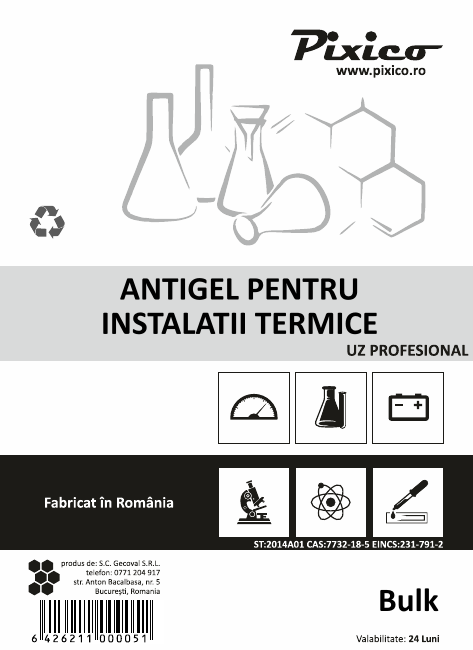 Pixico
www.pixico.ro
ANTIGEL PENTRU
INSTALATII TERMICE
UZ PROFESIONAL
Fabricat în România
ST:2014A01 CAS:7732-18-5 EINCS:231-791-2
produs de: S.C. Gecoval S.R.L.
telefon: 0771 204 917
str. Anton Bacalbasa, nr. 5
București, Romania
Bulk
6 426211 000051
Valabilitate: 24 Luni